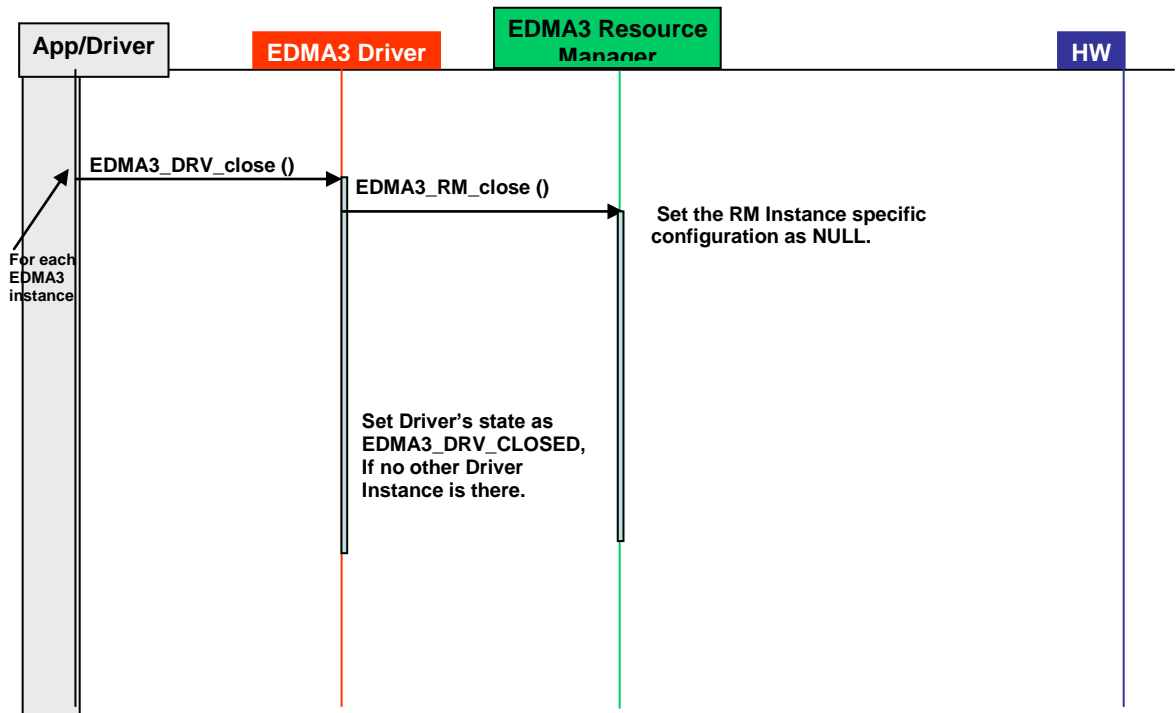 App/Driver
EDMA3 Driver
EDMA3 Resource
Manager
HW
EDMA3_DRV_close ()
EDMA3_RM_close ()
Set the RM Instance specific
configuration as NULL.
For each
EDMA3
instance
Set Driver’s state as
EDMA3_DRV_CLOSED,
If no other Driver
Instance is there.